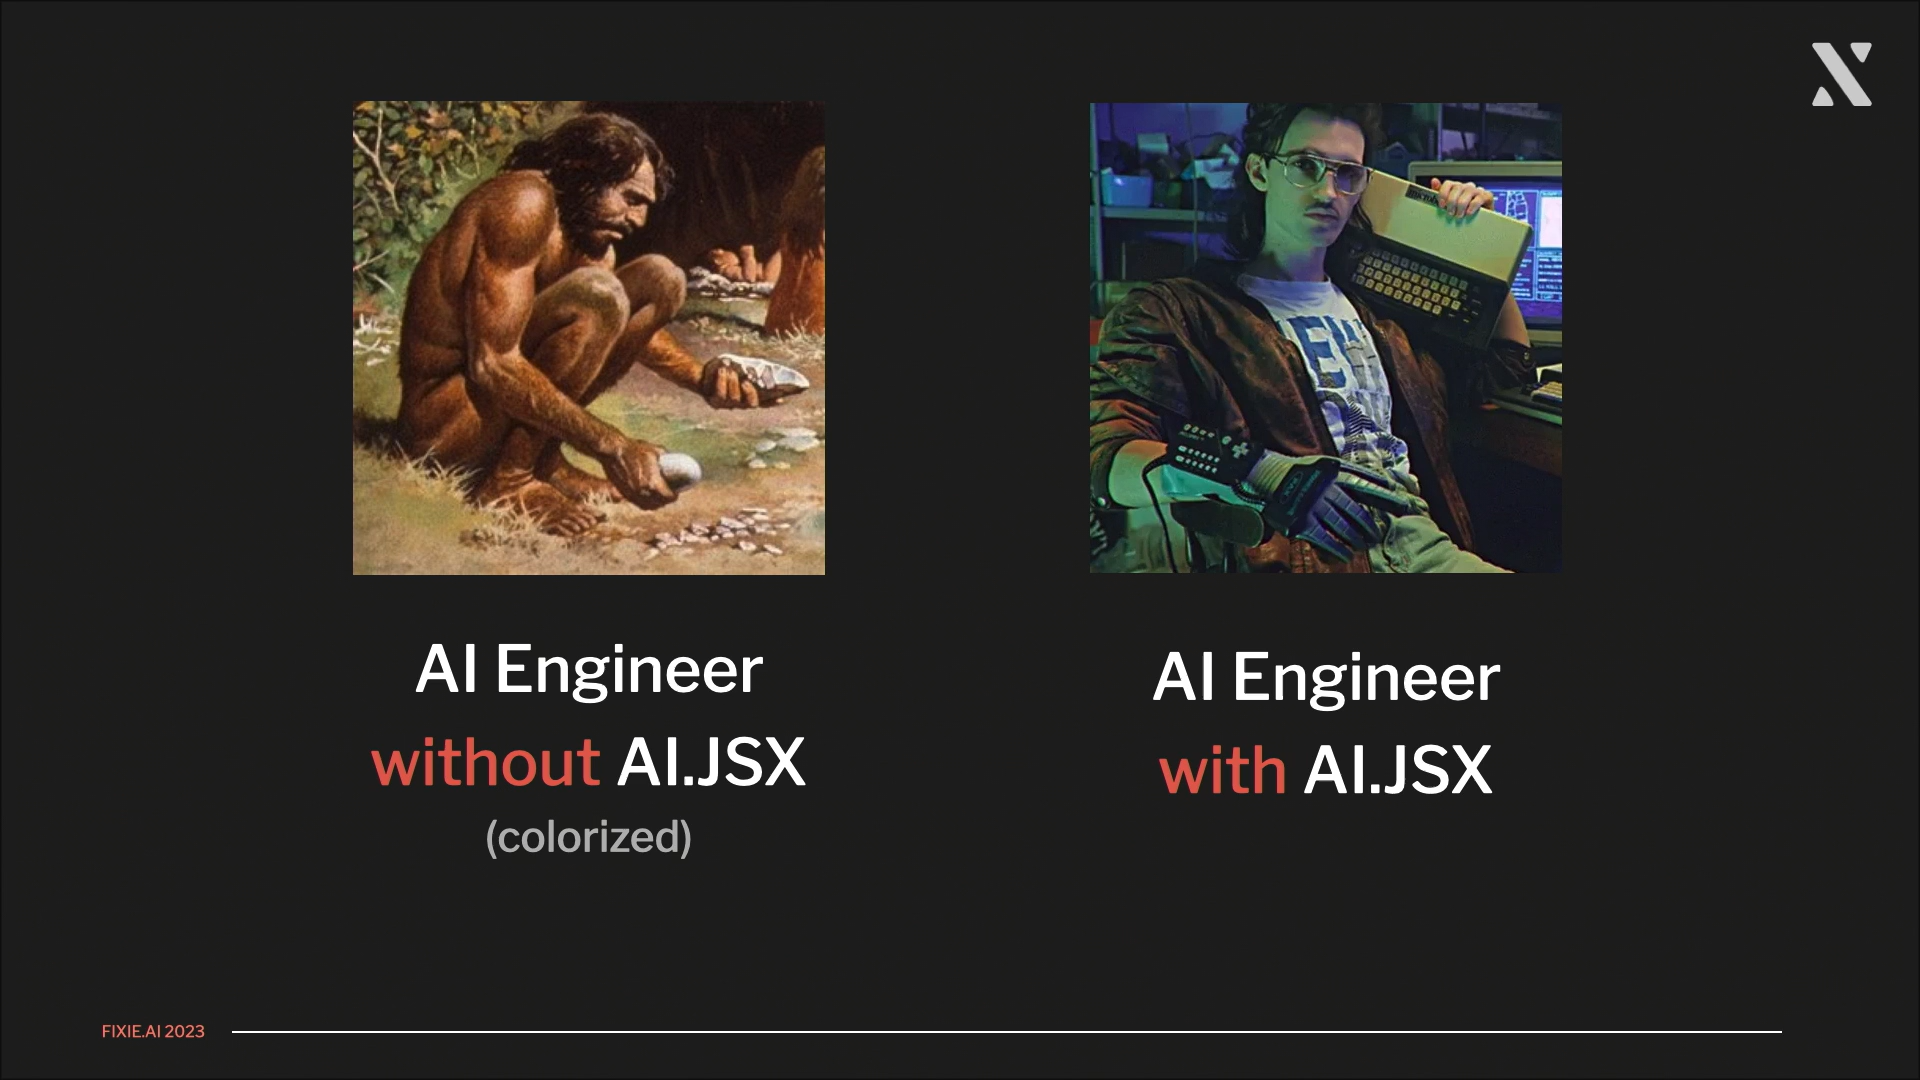 AI Engineer
without AI.JSX
(colorized)
AI Engineer
with AI.JSX
FIXIE.AI 2023